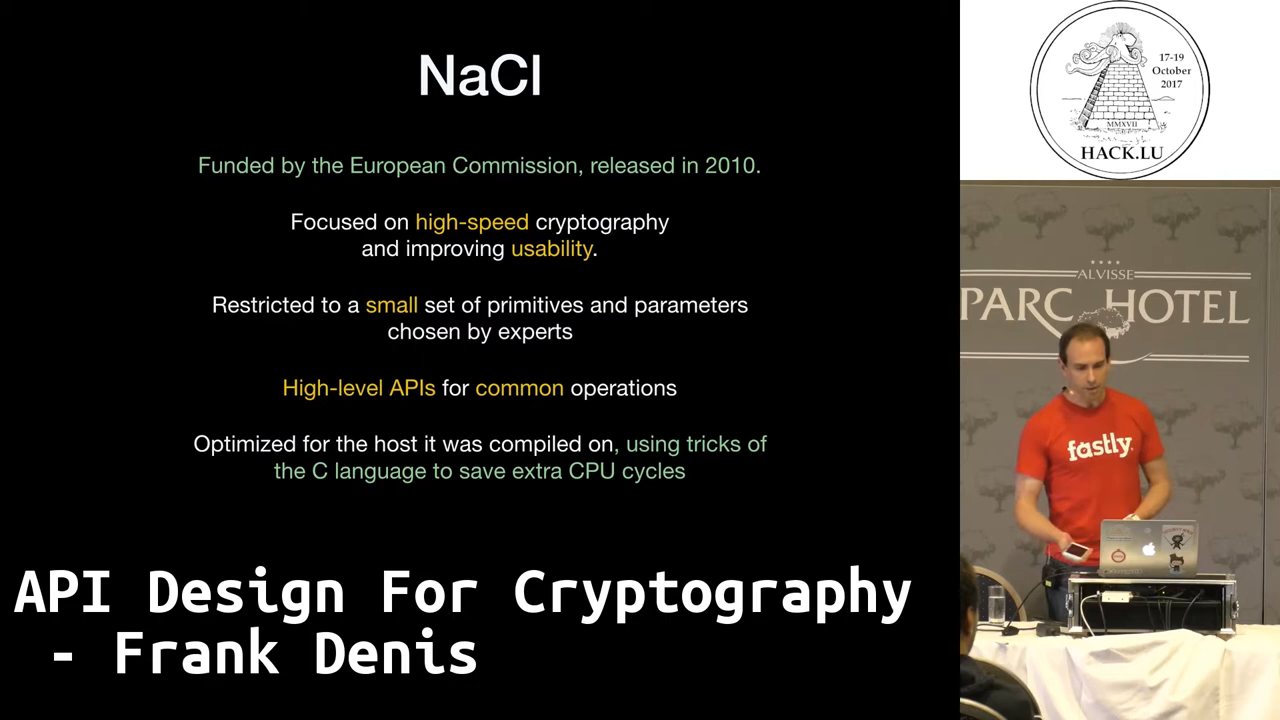 NaCl
Funded by the European Commission, released in 2010.
Focused on high-speed cryptography
and improving usability.
Restricted to a small set of primitives and parameters
chosen by experts
High-level APIs for common operations
Optimized for the host it was compiled on, using tricks of
the C language to save extra CPU cycles
API Design For Cryptography
- Frank Denis
17-19
October
2017
MMXVII
HACK.LU
ALVISSE
PARC HOTEL
fastly.